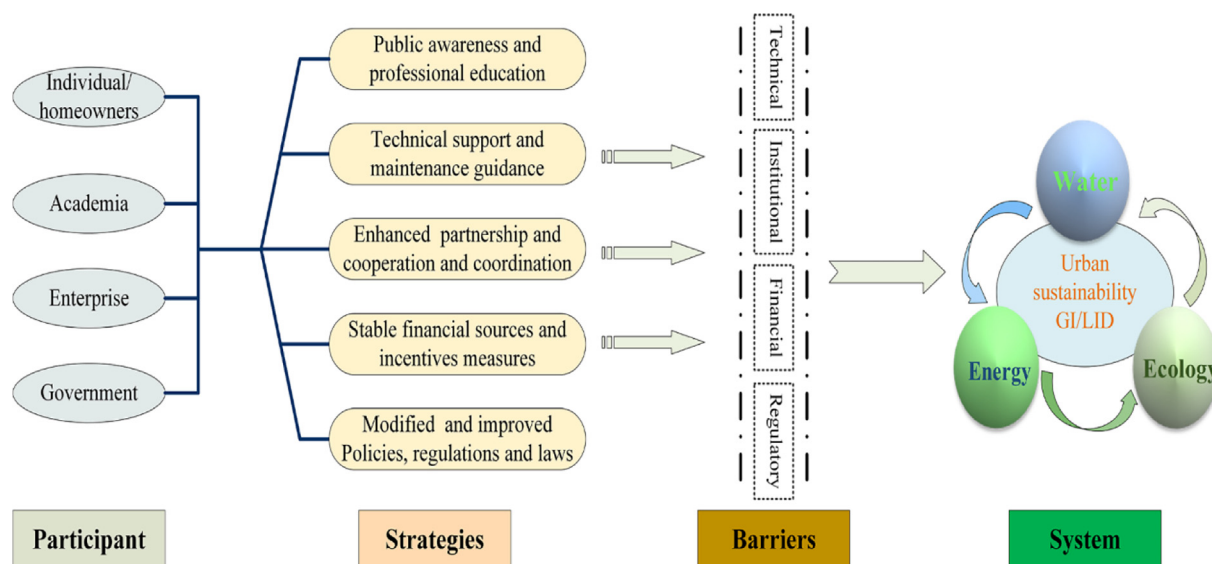 Individual/
homeowners
Academia
Enterprise
Government
Public awareness and
professional education
Technical support and
maintenance guidance
Enhanced partnership and
cooperation and coordination
Stable financial sources and
incentives measures
Modified and improved
Policies, regulations and laws
Technical
Institutional
Financial
Regulatory
Water
Urban
sustainability
GI/LID
Energy
Ecology
Participant
Strategies
Barriers
System